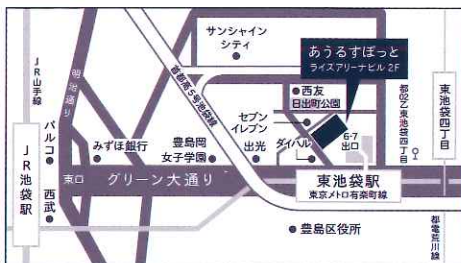 サンシャイン
シティ
あうるすぽっと
ライズアリーナビル 2F
JR山手線
明治通り
首都高5号池袋線
西友
日出町公園
都02乙東池袋四丁目
東池袋四丁目
パルコ
セブン
イレブン
6-7
出口
みずほ銀行
豊島岡
女子学園
出光
ダイハル
JR池袋駅
東口
グリーン大通り
東池袋駅
東京メトロ有楽町線
西武
豊島区役所
都電荒川線